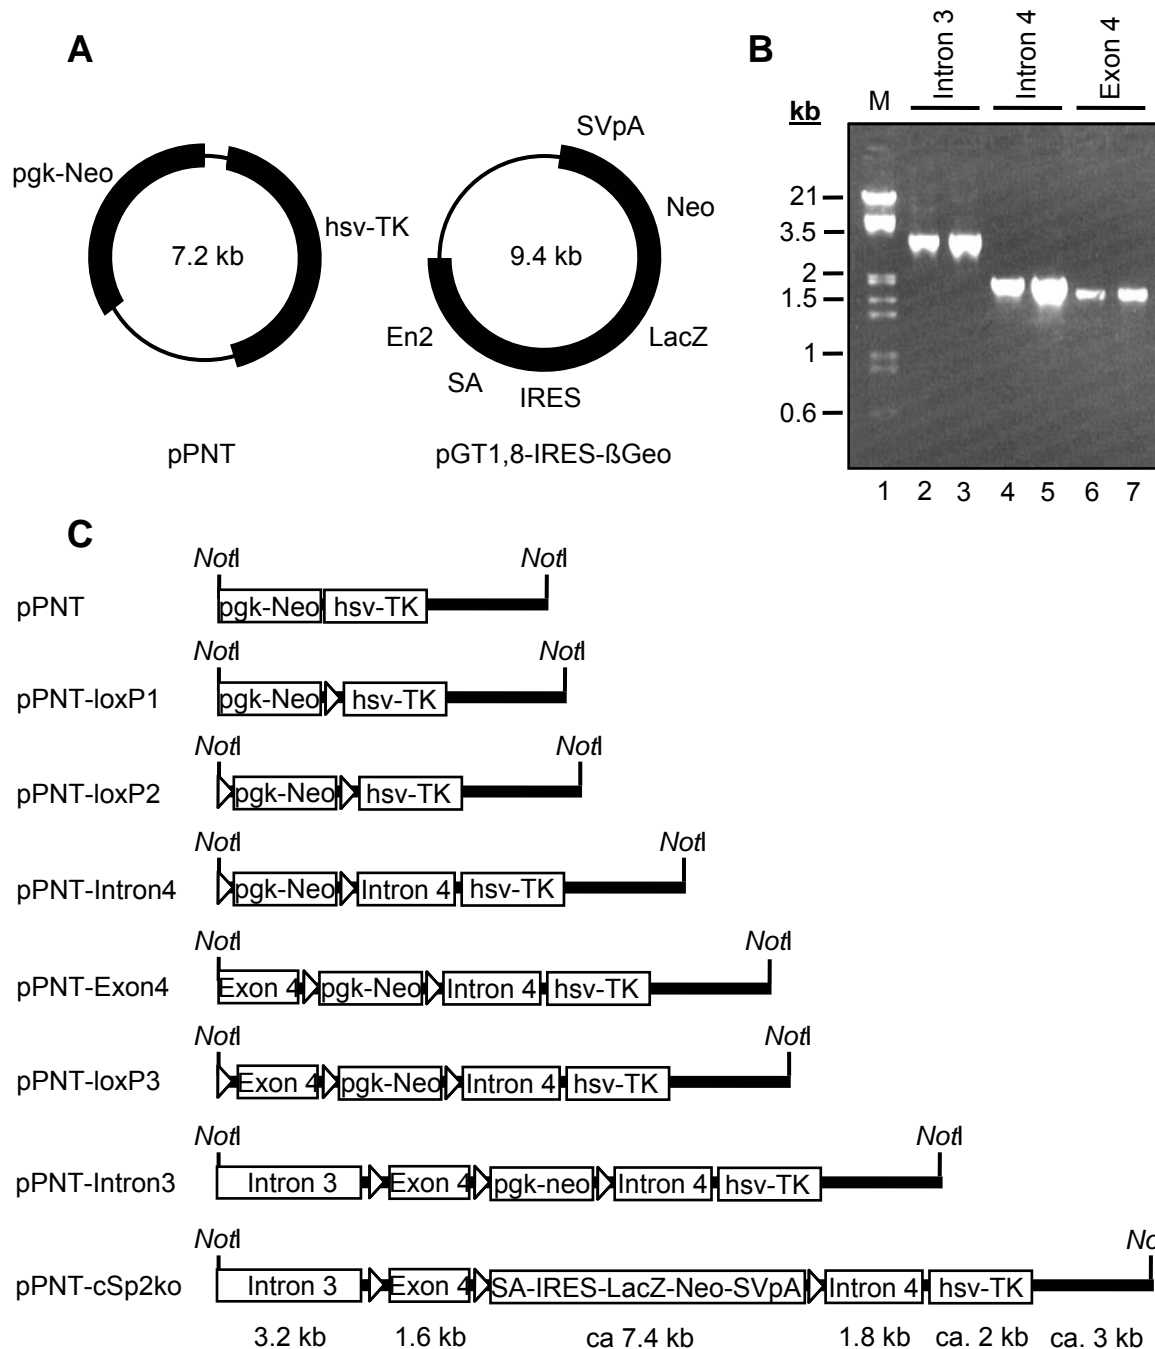 A
pgk-Neo
hsv-TK
7.2 kb
pPNT
SVpA
Neo
9.4 kb
LacZ
En2
SA
IRES
pGT1,8-IRES-ßGeo
B
Intron 3
Intron 4
Exon 4
kb
M
21
3.5
2
1.5
1
0.6
1 2 3 4 5 6 7
C
NotI NotI
pPNT pgk-Neo hsv-TK
NotI NotI
pPNT-loxP1 pgk-Neo hsv-TK
NotI NotI
pPNT-loxP2 pgk-Neo hsv-TK
NotI NotI
pPNT-Intron4 pgk-Neo Intron 4 hsv-TK
NotI NotI
pPNT-Exon4 Exon 4 pgk-Neo Intron 4 hsv-TK
NotI NotI
pPNT-loxP3 Exon 4 pgk-Neo Intron 4 hsv-TK
NotI NotI
pPNT-Intron3 Intron 3 Exon 4 pgk-neo Intron 4 hsv-TK
NotI No
pPNT-cSp2ko Intron 3 Exon 4 SA-IRES-LacZ-Neo-SVpA Intron 4 hsv-TK
3.2 kb 1.6 kb ca 7.4 kb 1.8 kb ca. 2 kb ca. 3 kb